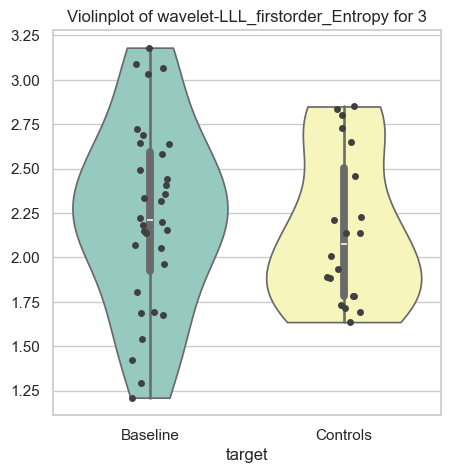 Violinplot of wavelet-LLL_firstorder_Entropy for 3
3.25
3.00
2.75
2.50
2.25
2.00
1.75
1.50
1.25
Baseline
Controls
target